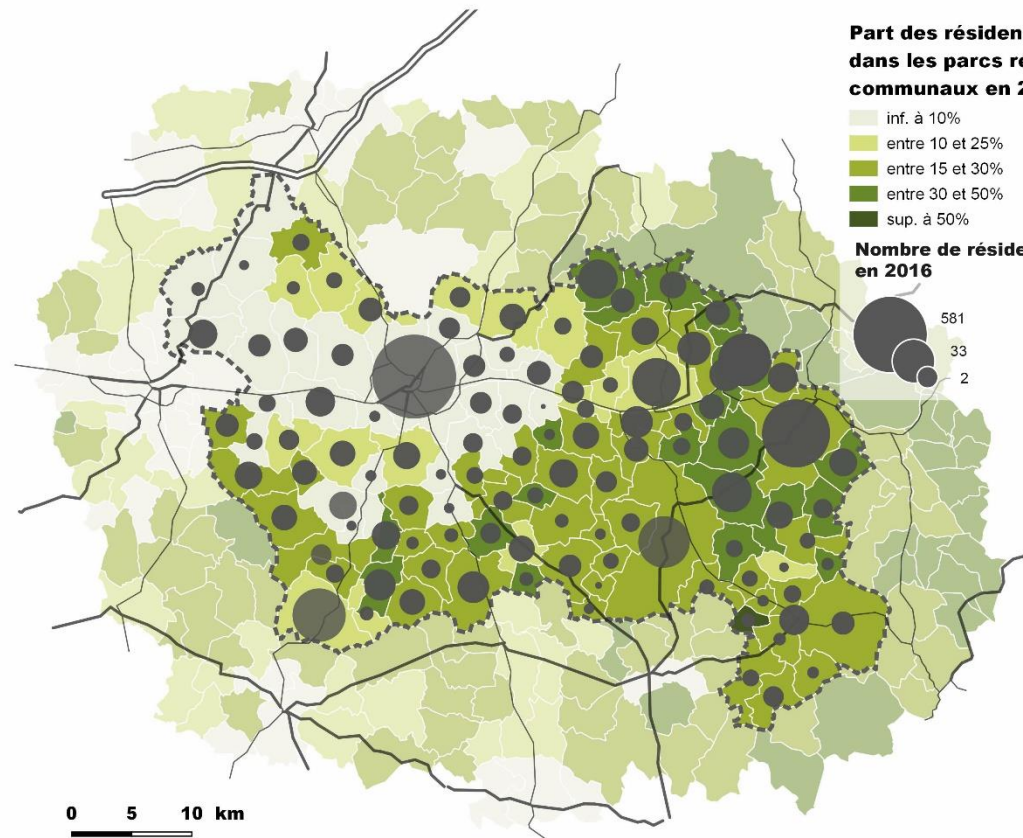 Part des résiden
dans les parcs re
communaux en 2
inf. à 10%
entre 10 et 25%
entre 15 et 30%
entre 30 et 50%
sup. à 50%
Nombre de réside
en 2016
581
33
2
0 5 10 km